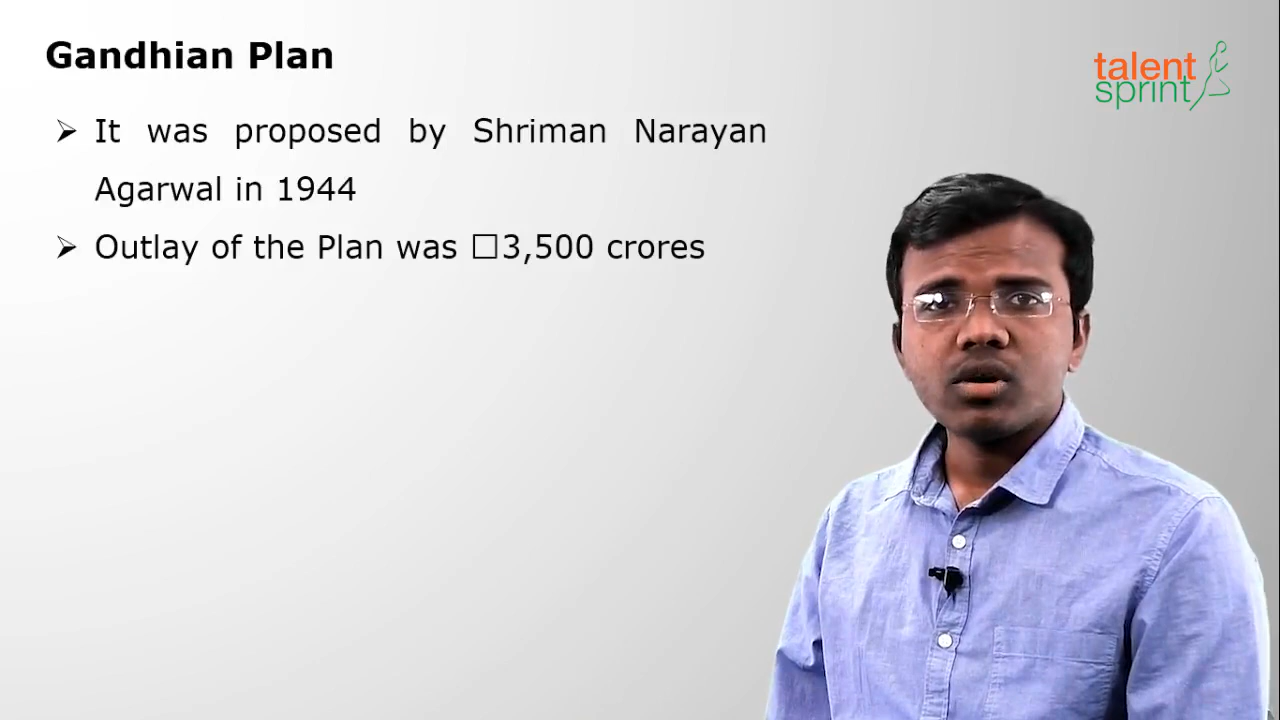 Gandhian Plan
talent
sprint
➢ It was proposed by Shriman Narayan
Agarwal in 1944
➢ Outlay of the Plan was □3,500 crores